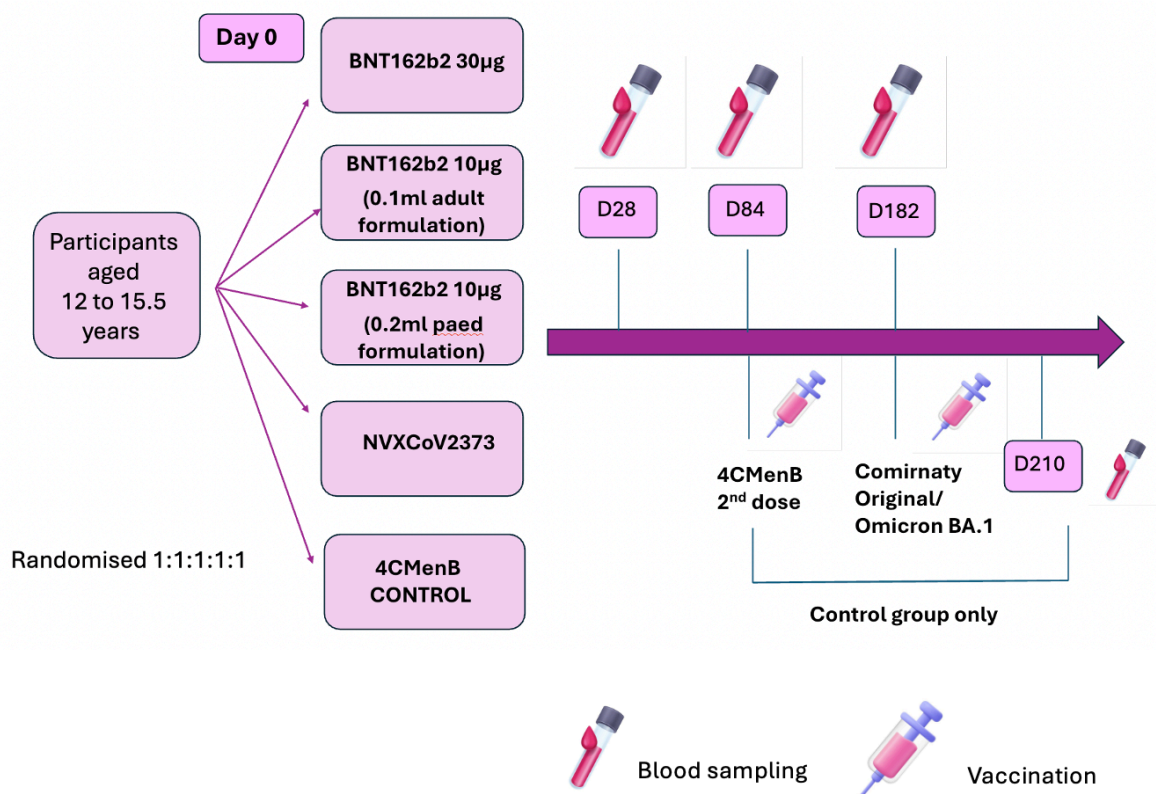 Day 0
BNT162b2 30µg
BNT162b2 10µg
(0.1ml adult
formulation)
Participants
aged
12 to 15.5
years
BNT162b2 10µg
(0.2ml paed
formulation)
NVXCoV2373
4CMenB
CONTROL
Randomised 1:1:1:1:1
D28
D84
D182
4CMenB
2nd dose
Comirnaty
Original/
Omicron BA.1
D210
Control group only
Blood sampling
Vaccination